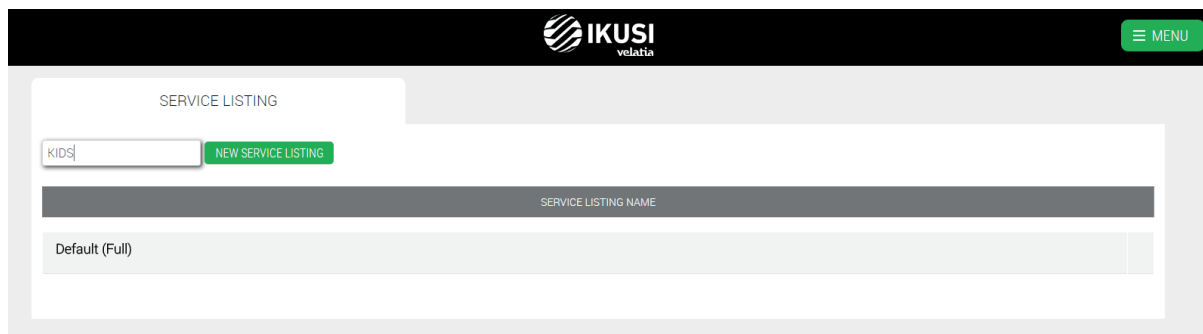 IKUSI
velatia
≡ MENU
SERVICE LISTING
KIDS
NEW SERVICE LISTING
SERVICE LISTING NAME
Default (Full)